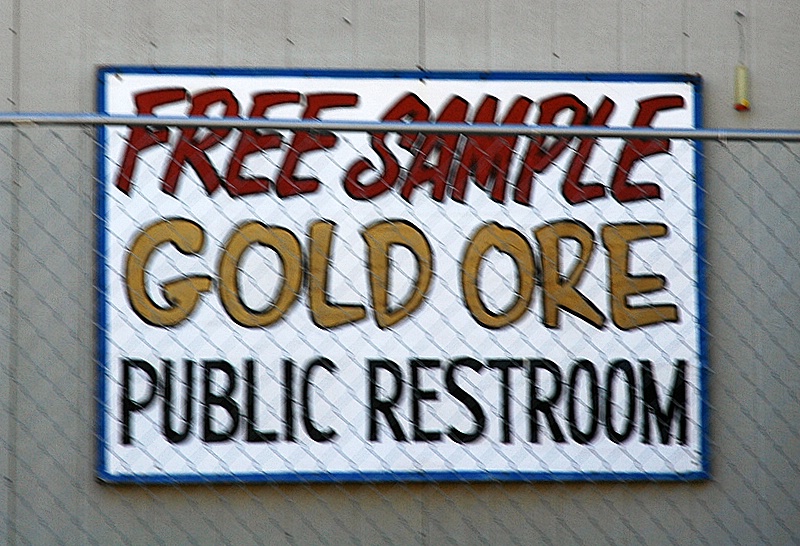 FREE SAMPLE
GOLD ORE
PUBLIC RESTROOM